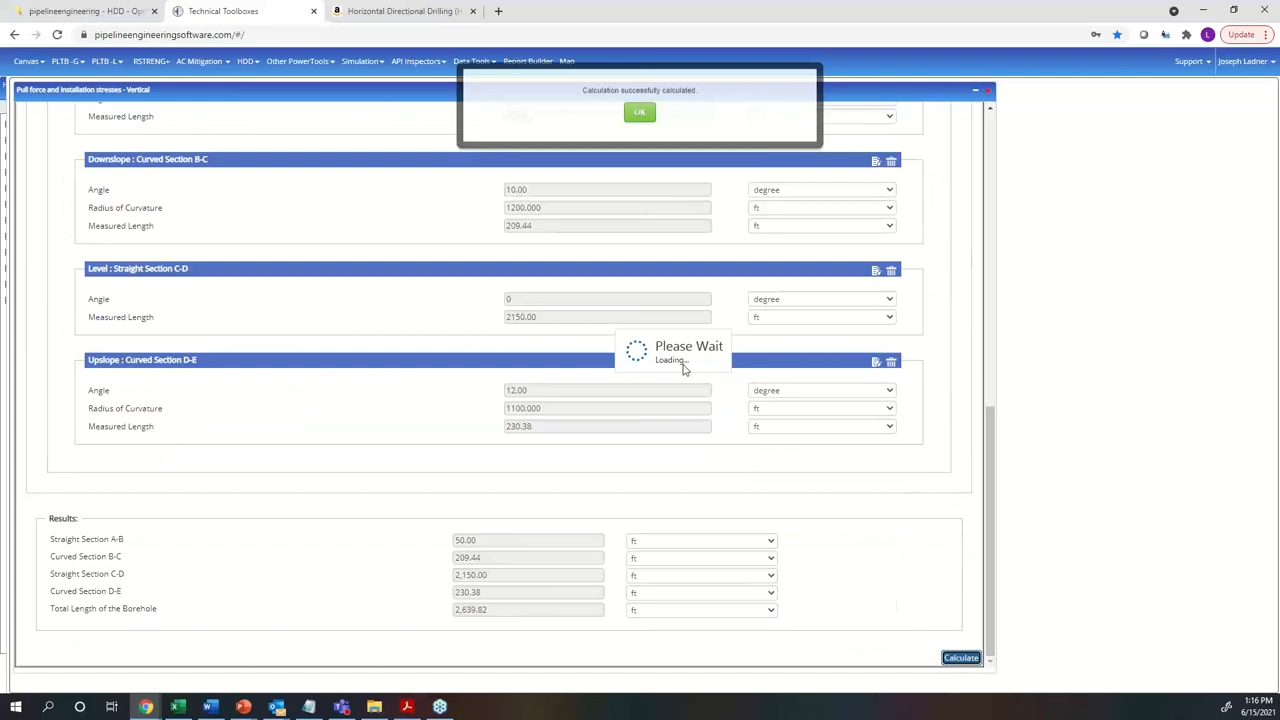 pipelineengineering - HDD - Ope
Technical Toolboxes
Horizontal Directional Drilling (H
pipelineengineeringsoftware.com/#/
Update
Canvas PLTB -G PLTB -L RSTRENG+ AC Mitigation HDD Other PowerTools Simulation API Inspectors Data Tools Report Builder Map Support Joseph Ladner
Pull force and installation stresses - Vertical
Calculation successfully calculated.
OK
Measured Length
Downslope : Curved Section B-C
Angle 10.00 degree
Radius of Curvature 1200.000 ft
Measured Length 209.44 ft
Level : Straight Section C-D
Angle 0 degree
Measured Length 2150.00 ft
Please Wait
Loading...
Upslope : Curved Section D-E
Angle 12.00 degree
Radius of Curvature 1100.000 ft
Measured Length 230.38 ft
Results:
Straight Section A-B 50.00 ft
Curved Section B-C 209.44 ft
Straight Section C-D 2,150.00 ft
Curved Section D-E 230.38 ft
Total Length of the Borehole 2,639.82 ft
Calculate
1:16 PM
6/15/2021